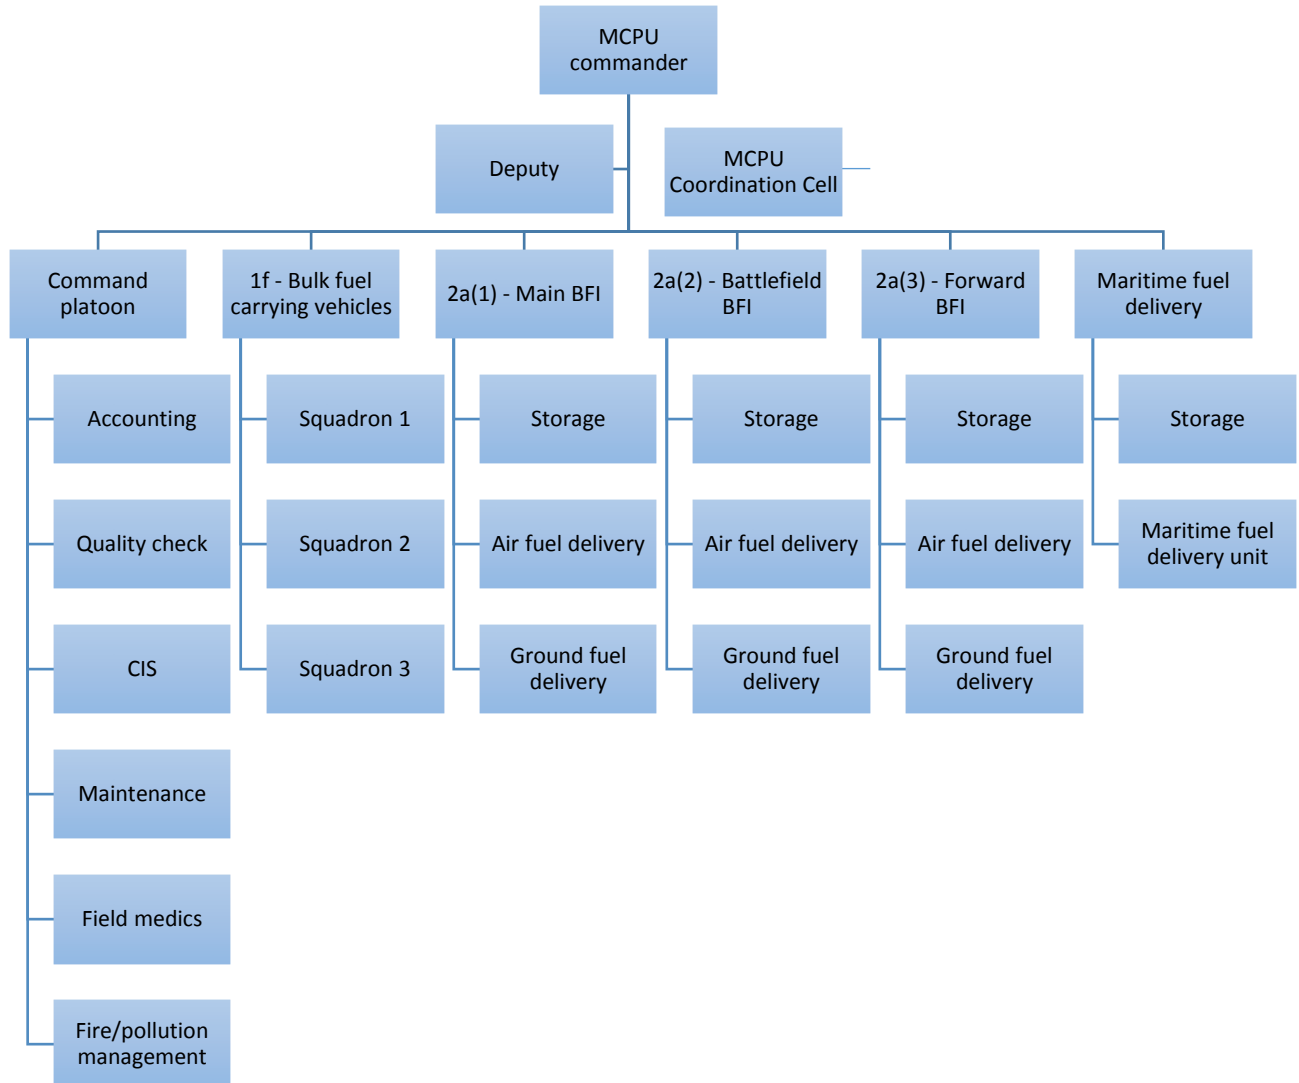 MCPU
commander
Deputy
MCPU
Coordination Cell
Command
platoon
1f - Bulk fuel
carrying vehicles
2a(1) - Main BFI
2a(2) - Battlefield
BFI
2a(3) - Forward
BFI
Maritime fuel
delivery
Accounting
Squadron 1
Storage
Storage
Storage
Storage
Quality check
Squadron 2
Air fuel delivery
Air fuel delivery
Air fuel delivery
Maritime fuel
delivery unit
CIS
Squadron 3
Ground fuel
delivery
Ground fuel
delivery
Ground fuel
delivery
Maintenance
Field medics
Fire/pollution
management